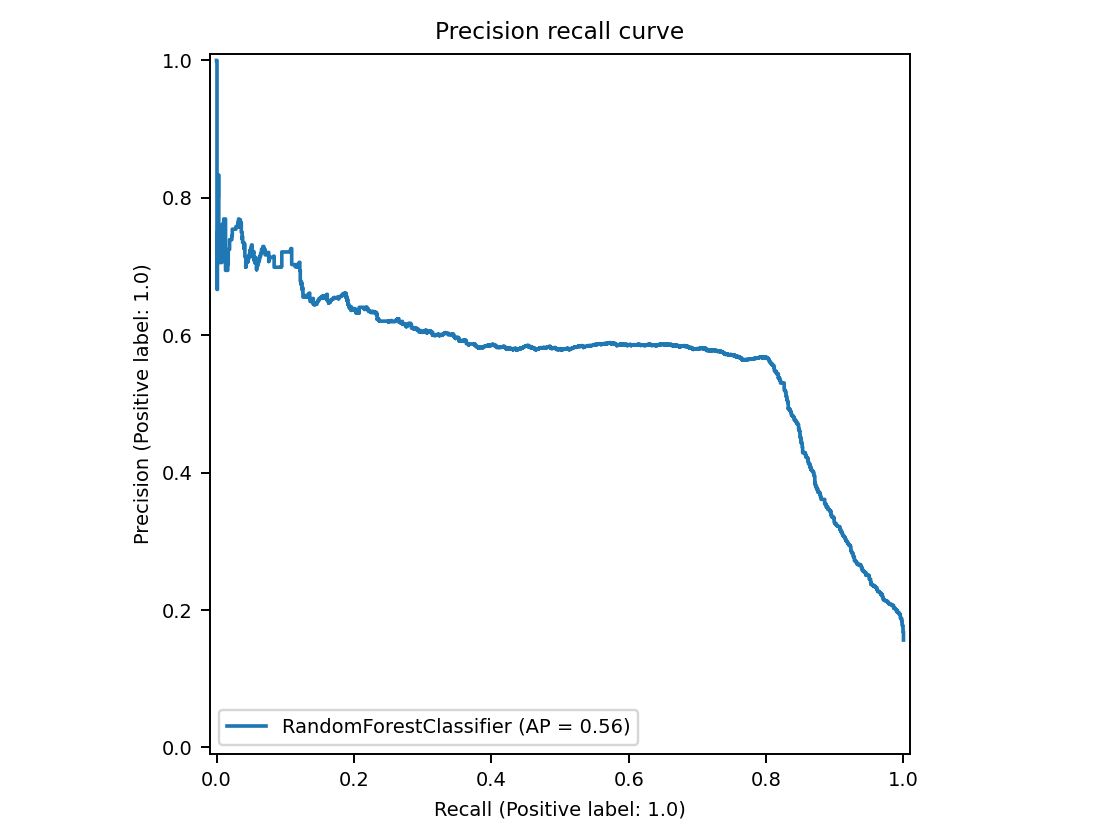 Precision recall curve
1.0
0.8
0.6
0.4
0.2
0.0
Precision (Positive label: 1.0)
RandomForestClassifier (AP = 0.56)
0.0 0.2 0.4 0.6 0.8 1.0
Recall (Positive label: 1.0)